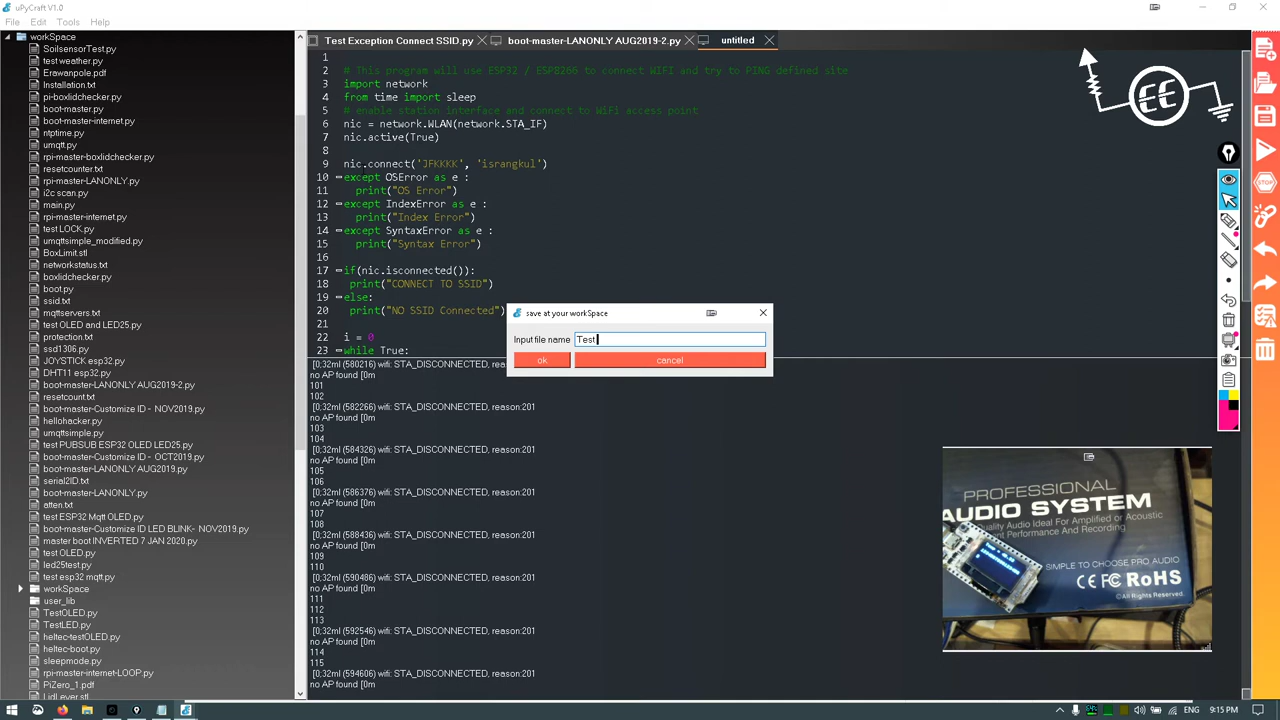 uPyCraft V1.0
File Edit Tools Help
workSpace
SoilsensorTest.py
test weather.py
Erawanpole.pdf
Installation.txt
pi-boxlidchecker.py
boot-master.py
boot-master-internet.py
ntptime.py
umqtt.py
rpi-master-boxlidchecker.py
resetcounter.txt
rpi-master-LANONLY.py
i2c scan.py
main.py
rpi-master-internet.py
test LOCK.py
umqttsimple_modified.py
BoxLimit.stl
networkstatus.txt
boxlidchecker.py
boot.py
ssid.txt
mqttservers.txt
test OLED and LED25.py
protection.txt
ssd1306.py
JOYSTICK esp32.py
DHT11 esp32.py
boot-master-LANONLY AUG2019-2.py
resetcount.txt
boot-master-Customize ID - NOV2019.py
hellohacker.py
umqttsimple.py
test PUBSUB ESP32 OLED LED25.py
boot-master-Customize ID - OCT2019.py
boot-master-LANONLY AUG2019.py
serial2ID.txt
boot-master-LANONLY.py
atten.txt
test ESP32 Mqtt OLED.py
boot-master-Customize ID LED BLINK- NOV2019.py
master boot INVERTED 7 JAN 2020.py
test OLED.py
led25test.py
test esp32 mqtt.py
workSpace
user_lib
TestOLED.py
TestLED.py
heltec-testOLED.py
heltec-boot.py
sleepmode.py
rpi-master-internet-LOOP.py
PiZero_1.pdf
LidLever.stl
Test Exception Connect SSID.py boot-master-LANONLY AUG2019-2.py untitled
1
2 # This program will use ESP32 / ESP8266 to connect WIFI and try to PING defined site
3 import network
4 from time import sleep
5 # enable station interface and connect to WiFi access point
6 nic = network.WLAN(network.STA_IF)
7 nic.active(True)
8
9 nic.connect('JFKKKK', 'israngkul')
10 except OSError as e :
11 print("OS Error")
12 except IndexError as e :
13 print("Index Error")
14 except SyntaxError as e :
15 print("Syntax Error")
16
17 if(nic.isconnected()):
18 print("CONNECT TO SSID")
19 else:
20 print("NO SSID Connected")
21
22 i = 0
23 while True:
save at your workSpace
Input file name Test
ok cancel
[0;32mI (580216) wifi: STA_DISCONNECTED, reas
no AP found [0m
101
102
[0;32mI (582266) wifi: STA_DISCONNECTED, reason:201
no AP found [0m
103
104
[0;32mI (584326) wifi: STA_DISCONNECTED, reason:201
no AP found [0m
105
106
[0;32mI (586376) wifi: STA_DISCONNECTED, reason:201
no AP found [0m
107
108
[0;32mI (588436) wifi: STA_DISCONNECTED, reason:201
no AP found [0m
109
110
[0;32mI (590486) wifi: STA_DISCONNECTED, reason:201
no AP found [0m
111
112
113
[0;32mI (592546) wifi: STA_DISCONNECTED, reason:201
no AP found [0m
114
115
[0;32mI (594606) wifi: STA_DISCONNECTED, reason:201
no AP found [0m
EE
STOP
PROFESSIONAL
AUDIO SYSTEM
Quality Audio Ideal For Amplified or Acoustic
Performance And Recording
SIMPLE TO CHOOSE PRO AUDIO
CE FC RoHS
©All Rights Reserved.
ENG 9:15 PM